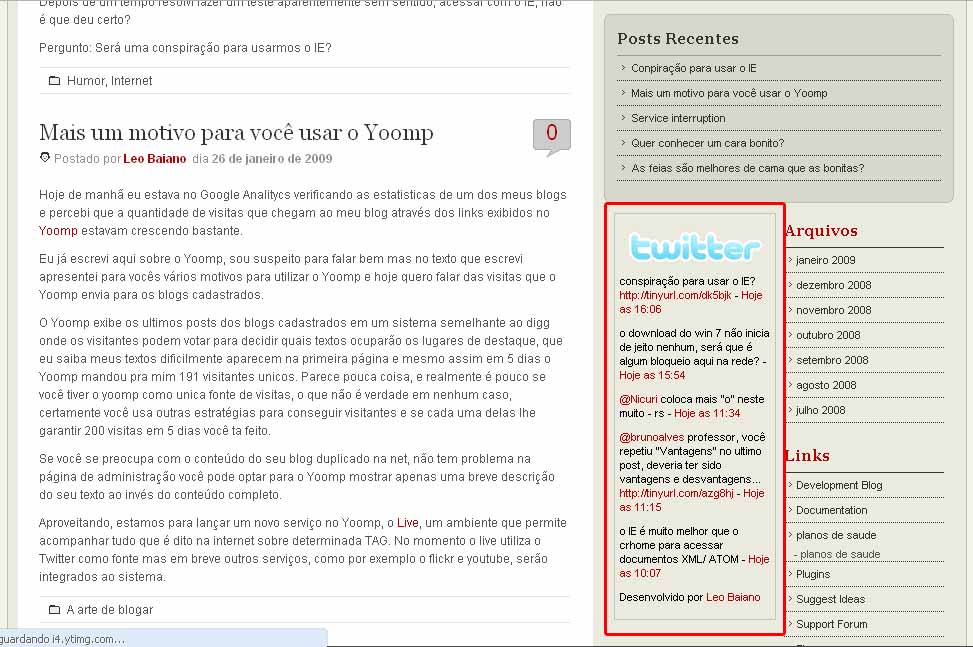 Depois de um tempo resolvi fazer um teste aparentemente sem sentido, acessar com o IE, não
é que deu certo?
Pergunto: Será uma conspiração para usarmos o IE?
Humor, Internet
Mais um motivo para você usar o Yoomp
0
Postado por Leo Baiano dia 26 de janeiro de 2009
Hoje de manhã eu estava no Google Analitycs verificando as estatisticas de um dos meus blogs
e percebi que a quantidade de visitas que chegam ao meu blog através dos links exibidos no
Yoomp estavam crescendo bastante.
Eu já escrevi aqui sobre o Yoomp, sou suspeito para falar bem mas no texto que escrevi
apresentei para vocês vários motivos para utilizar o Yoomp e hoje quero falar das visitas que o
Yoomp envia para os blogs cadastrados.
O Yoomp exibe os ultimos posts dos blogs cadastrados em um sistema semelhante ao digg
onde os visitantes podem votar para decidir quais textos ocuparão os lugares de destaque, que
eu saiba meus textos dificilmente aparecem na primeira página e mesmo assim em 5 dias o
Yoomp mandou pra mim 191 visitantes unicos. Parece pouca coisa, e realmente é pouco se
você tiver o yoomp como unica fonte de visitas, o que não é verdade em nenhum caso,
certamente você usa outras estratégias para conseguir visitantes e se cada uma delas lhe
garantir 200 visitas em 5 dias você ta feito.
Se você se preocupa com o conteúdo do seu blog duplicado na net, não tem problema na
página de administração você pode optar para o Yoomp mostrar apenas uma breve descrição
do seu texto ao invés do conteúdo completo.
Aproveitando, estamos para lançar um novo serviço no Yoomp, o Live, um ambiente que permite
acompanhar tudo que é dito na internet sobre determinada TAG. No momento o live utiliza o
Twitter como fonte mas em breve outros serviços, como por exemplo o flickr e youtube, serão
integrados ao sistema.
A arte de blogar
guardando i4.ytimg.com...
Posts Recentes
Conpiração para usar o IE
Mais um motivo para você usar o Yoomp
Service interruption
Quer conhecer um cara bonito?
As feias são melhores de cama que as bonitas?
twitter
conspiração para usar o IE?
http://tinyurl.com/dk5bjk - Hoje
as 16:06
o download do win 7 não inicia
de jeito nenhum, será que é
algum bloqueio aqui na rede? -
Hoje as 15:54
@Nicuri coloca mais "o" neste
muito - rs - Hoje as 11:34
@brunoalves professor, você
repetiu "Vantagens" no ultimo
post, deveria ter sido
vantagens e desvantagens...
http://tinyurl.com/azg8hj - Hoje
as 11:15
o IE é muito melhor que o
crhome para acessar
documentos XML/ ATOM - Hoje
as 10:07
Desenvolvido por Leo Baiano
Arquivos
janeiro 2009
dezembro 2008
novembro 2008
outubro 2008
setembro 2008
agosto 2008
julho 2008
Links
Development Blog
Documentation
planos de saude
- planos de saude
Plugins
Suggest Ideas
Support Forum